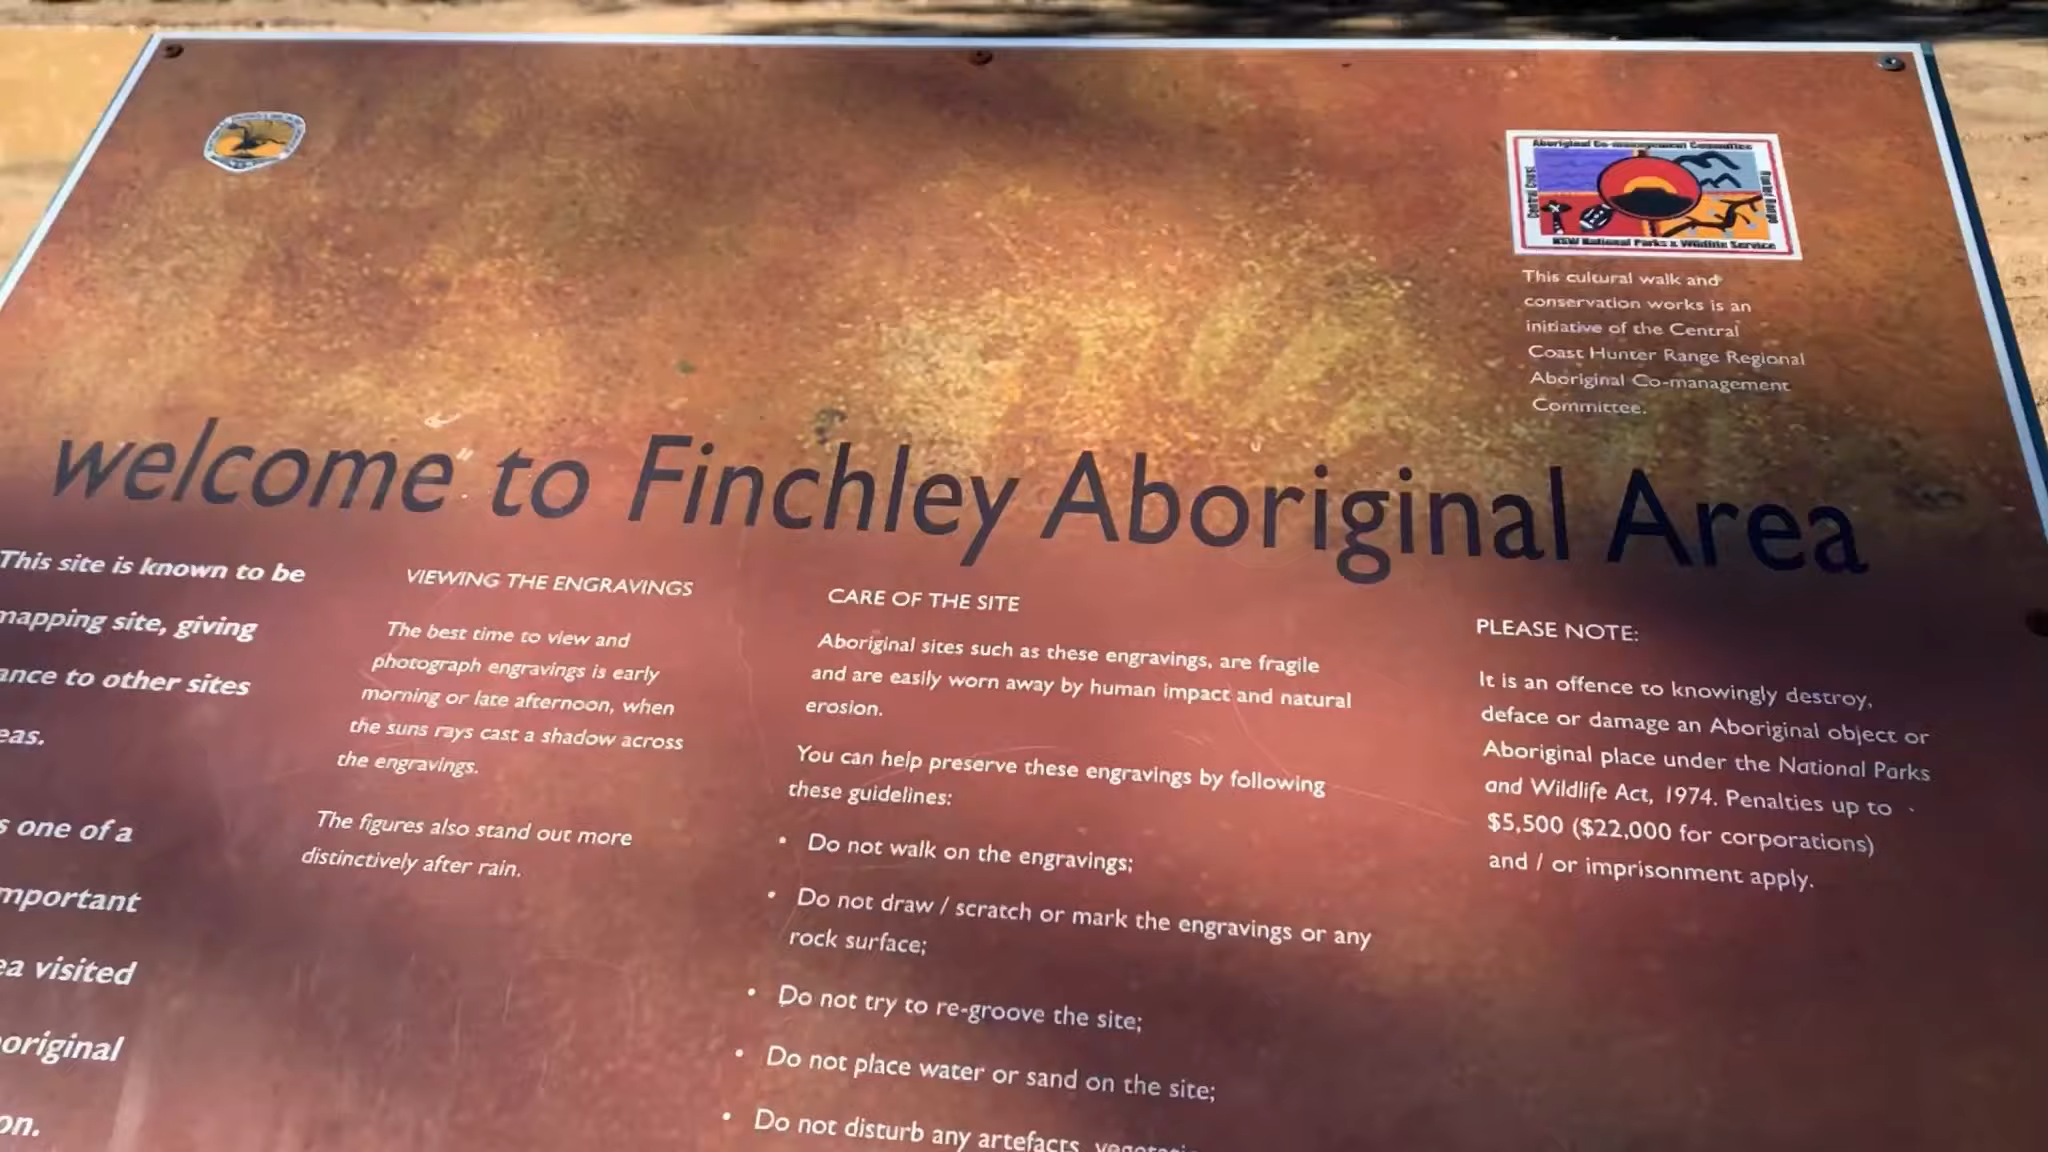 Aboriginal Co-management Committee
Central Coast
Hunter Range
NSW National Parks & Wildlife Service
This cultural walk and
conservation works is an
initiative of the Central
Coast Hunter Range Regional
Aboriginal Co-management
Committee.
welcome to Finchley Aboriginal Area
This site is known to be
mapping site, giving
to other sites
one of a
visited
VIEWING THE ENGRAVINGS
The best time to view and
photograph engravings is early
morning or late afternoon, when
the suns rays cast a shadow across
the engravings.
The figures also stand out more
distinctively after rain.
CARE OF THE SITE
Aboriginal sites such as these engravings, are fragile
and are easily worn away by human impact and natural
erosion.
You can help preserve these engravings by following
these guidelines:
• Do not walk on the engravings;
• Do not draw / scratch or mark the engravings or any
rock surface;
• Do not try to re-groove the site;
• Do not place water or sand on the site;
• Do not disturb any artefacts,
PLEASE NOTE:
It is an offence to knowingly destroy,
deface or damage an Aboriginal object or
Aboriginal place under the National Parks
and Wildlife Act, 1974. Penalties up to
$5,500 ($22,000 for corporations)
and / or imprisonment apply.